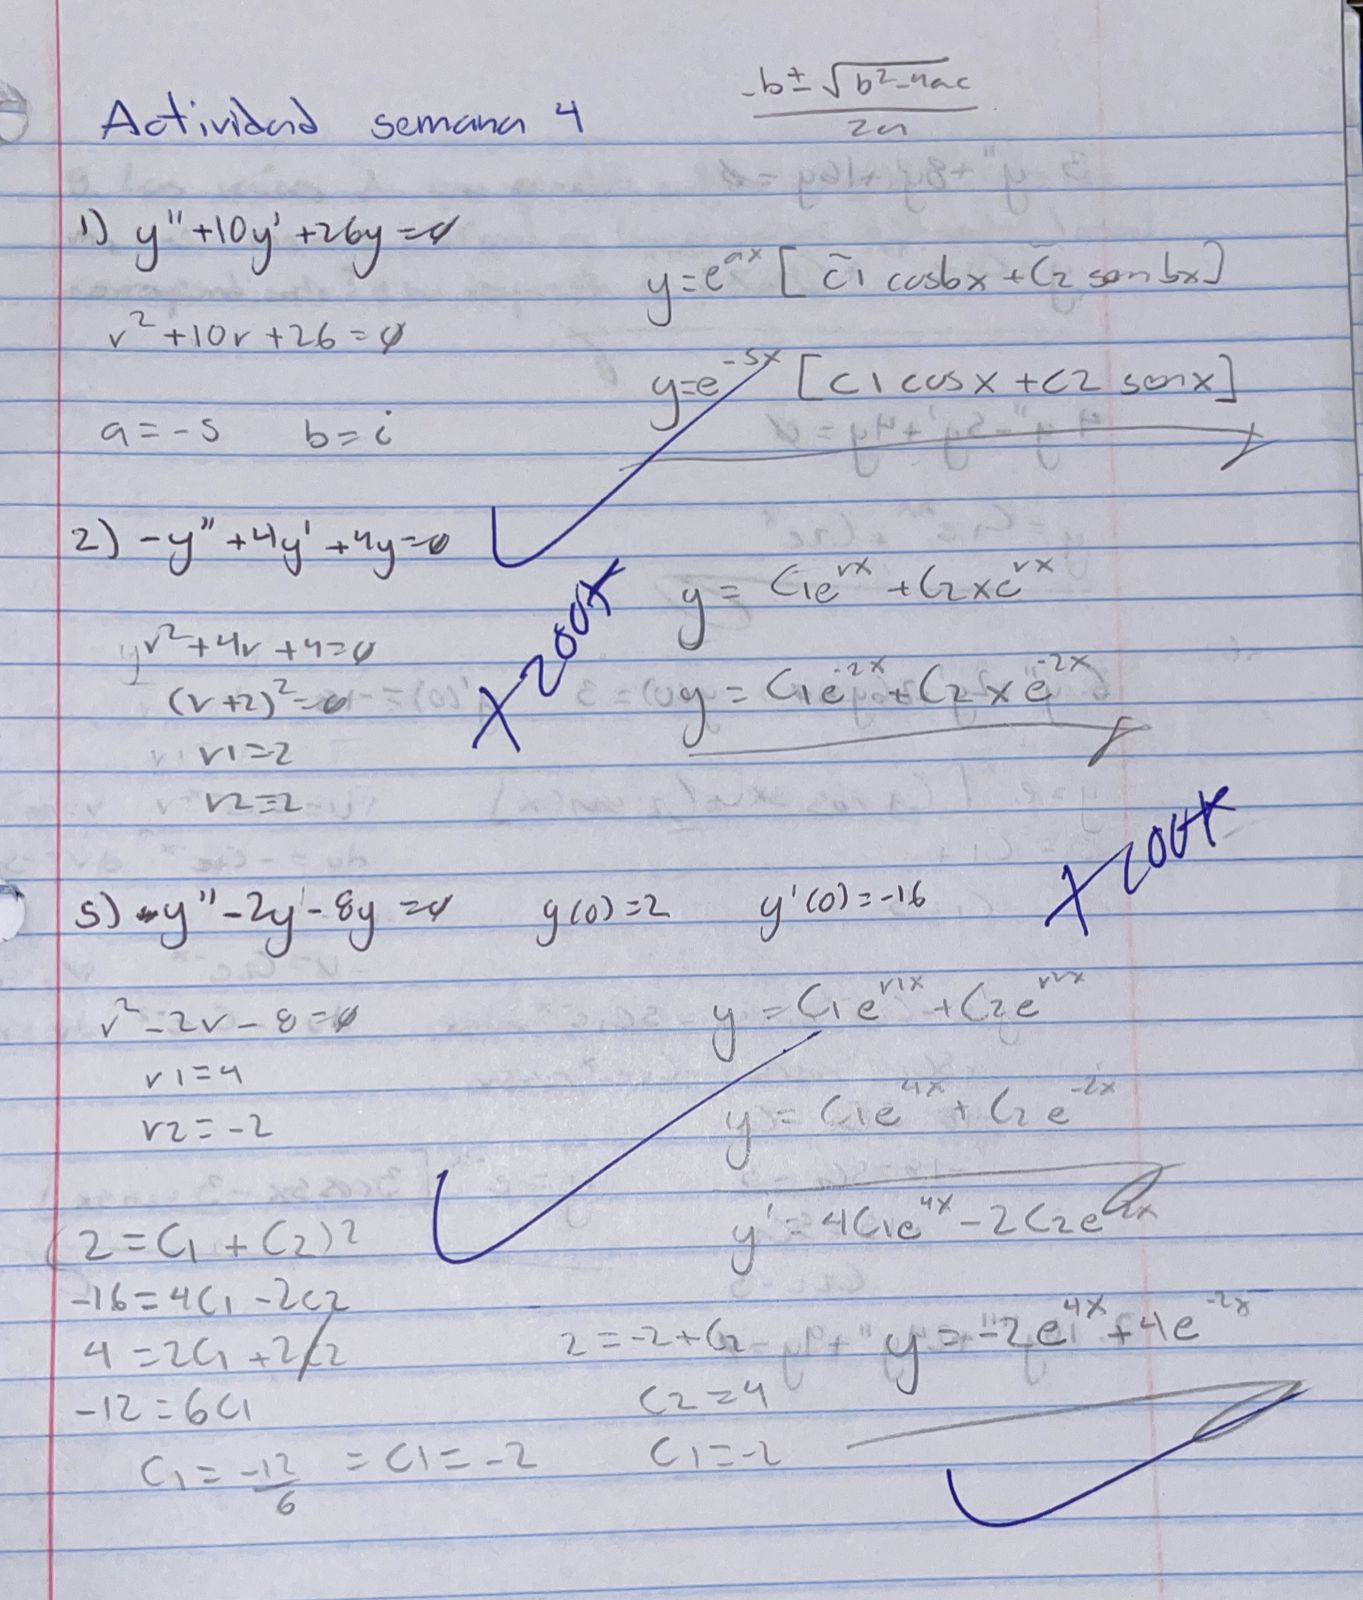 -b ± √b²-4ac
2a
Actividad semana 4
1) y'' + 10y' + 26y = 0
y = e^ax [c1 cosbx + c2 senbx]
r² + 10r + 26 = 0
y = e^-5x [c1 cosx + c2 senx]
a = -5 b = i
2) -y'' + 4y' + 4y = 0
y = C1e^rx + C2xe^rx
r² + 4r + 4 = 0
(r+2)² = 0
y = C1e^-2x + C2xe^-2x
r1 = 2
r2 = 2
5) -y'' - 2y' - 8y = 0 y(0) = 2 y'(0) = -16
r² - 2r - 8 = 0
y = C1e^r1x + C2e^r2x
r1 = 4
y = C1e^4x + C2e^-2x
r2 = -2
y' = 4C1e^4x - 2C2e^-2x
(2 = C1 + C2) 2
-16 = 4C1 - 2C2
4 = 2C1 + 2C2
2 = -2 + C2
y = -2e^4x + 4e^-2x
-12 = 6C1
C2 = 4
C1 = -12/6 = C1 = -2
C1 = -2